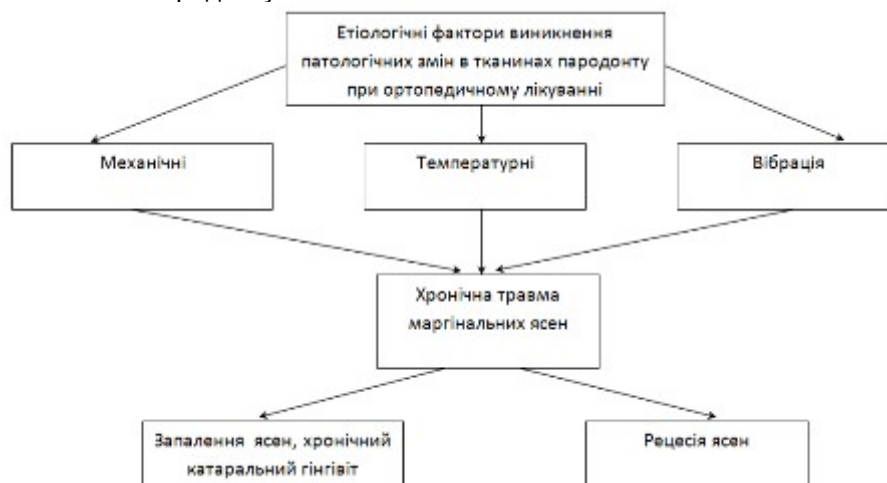 Етіологічні фактори виникнення
патологічних змін в тканинах пародонту
при ортопедичному лікуванні
Механічні
Температурні
Вібрація
Хронічна травма
маргінальних ясен
Запалення ясен, хронічний
катаральний гінгівіт
Рецесія ясен